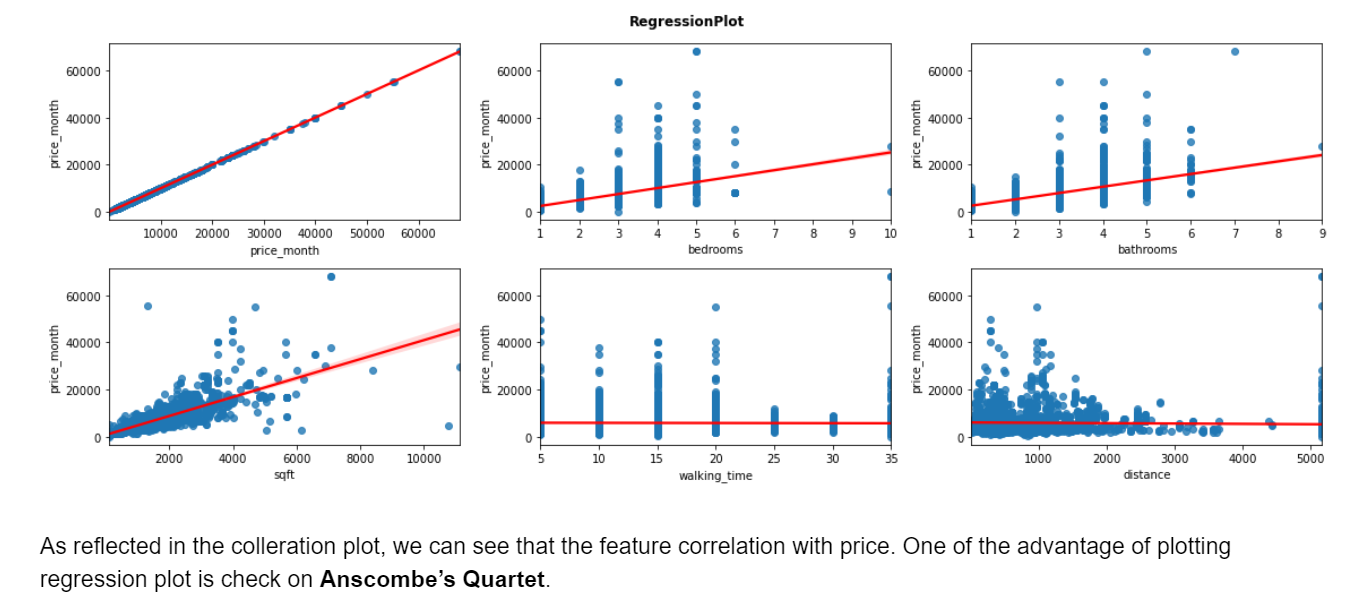 RegressionPlot
60000
40000
20000
0
price_month
10000 20000 30000 40000 50000 60000
price_month
60000
40000
20000
0
price_month
1 2 3 4 5 6 7 8 9 10
bedrooms
60000
40000
20000
0
price_month
1 2 3 4 5 6 7 8 9
bathrooms
60000
40000
20000
0
price_month
2000 4000 6000 8000 10000
sqft
60000
40000
20000
0
price_month
5 10 15 20 25 30 35
walking_time
60000
40000
20000
0
price_month
1000 2000 3000 4000 5000
distance
As reflected in the colleration plot, we can see that the feature correlation with price. One of the advantage of plotting
regression plot is check on Anscombe’s Quartet.